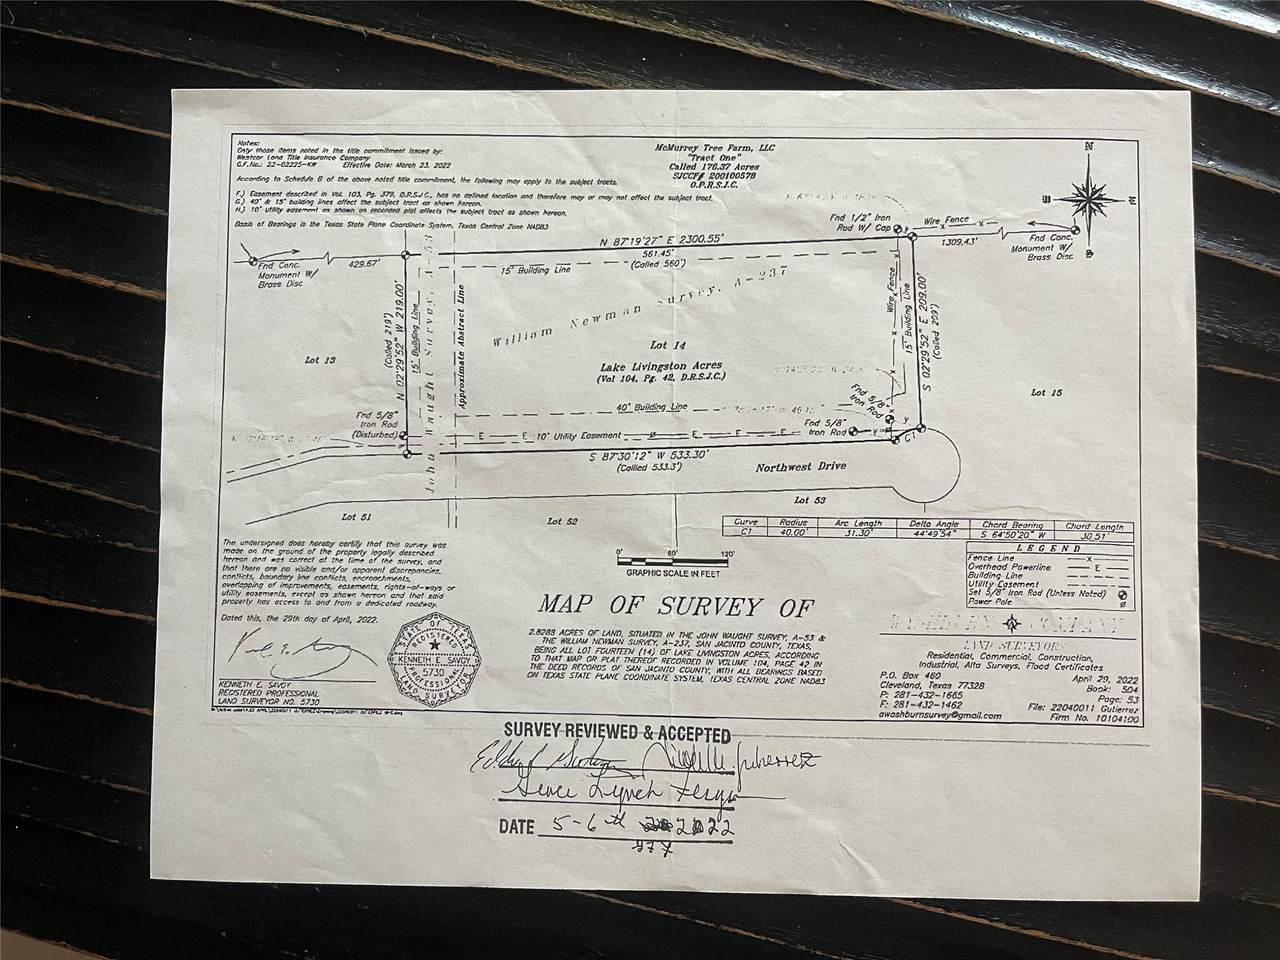 Notes:
Only those items noted in the title commitment issued by:
Westcor Land Title Insurance Company
G.F.No.: 22-02225-KW Effective Date: March 23, 2022
According to Schedule B of the above noted title commitment, the following may apply to the subject tracts.
F.) Easement described in Vol. 103, Pg. 379, O.P.R.S.J.C., has no defined location and therefore may or may not affect the subject tract.
G.) 40' & 15' building lines affect the subject tract as shown hereon.
H.) 10' utility easement as shown on recorded plat affects the subject tract as shown hereon.
Basis of Bearings is the Texas State Plane Coordinate System, Texas Central Zone NAD83
McMurrey Tree Farm, LLC
"Tract One"
Called 176.37 Acres
SJCCF# 200100578
O.P.R.S.J.C.
N
W
E
S
Fnd 1/2" Iron
Rod W/ Cap
Wire Fence
1309.43'
Fnd Conc.
Monument W/
Brass Disc
Fnd Conc.
Monument W/
Brass Disc
429.67'
N 87°19'27" E 2300.55'
561.45'
(Called 560')
15' Building Line
William Newman Survey, A-237
John Waught Survey, A-53
Approximate Abstract Line
N 02°29'52" W 219.00'
(Called 219')
15' Building Line
Lot 13
Lot 14
Lake Livingston Acres
(Vol 104, Pg. 42, D.R.S.J.C.)
Wire Fence
15' Building Line
S 02°29'52" E 209.00'
(Called 209')
Lot 15
Fnd 5/8"
Iron Rod
(Disturbed)
40' Building Line
Fnd 5/8"
Iron Rod
Fnd 5/8"
Iron Rod
C1
E E 10' Utility Easement E E E
S 87°30'12" W 533.30'
(Called 533.3')
Northwest Drive
Lot 51
Lot 52
Lot 53
Curve Radius Arc Length Delta Angle Chord Bearing Chord Length
C1 40.00' 31.30' 44°49'54" S 64°50'20" W 30.51'
LEGEND
Fence Line x
Overhead Powerline E
Building Line
Utility Easement
Set 5/8" Iron Rod (Unless Noted)
Power Pole
The undersigned does hereby certify that this survey was
made on the ground of the property legally described
hereon and was correct at the time of the survey, and
that there are no visible and/or apparent discrepancies,
conflicts, boundary line conflicts, encroachments,
overlapping of improvements, easements, rights-of-ways or
utility easements, except as shown hereon and that said
property has access to and from a dedicated roadway.
Dated this, the 29th day of April, 2022.
STATE OF TEXAS
REGISTERED
KENNETH E. SAVOY
5730
PROFESSIONAL
LAND SURVEYOR
KENNETH E. SAVOY
REGISTERED PROFESSIONAL
LAND SURVEYOR NO. 5730
0' 60' 120'
GRAPHIC SCALE IN FEET
MAP OF SURVEY OF
2.8288 ACRES OF LAND, SITUATED IN THE JOHN WAUGHT SURVEY, A-53 &
THE WILLIAM NEWMAN SURVEY, A-237, SAN JACINTO COUNTY, TEXAS,
BEING ALL LOT FOURTEEN (14) OF LAKE LIVINGSTON ACRES, ACCORDING
TO THAT MAP OR PLAT THEREOF RECORDED IN VOLUME 104, PAGE 42 IN
THE DEED RECORDS OF SAN JACINTO COUNTY, WITH ALL BEARINGS BASED
ON TEXAS STATE PLANE COORDINATE SYSTEM, TEXAS CENTRAL ZONE NAD83
COMPANY
LAND SURVEYORS
Residential, Commercial, Construction,
Industrial, Alta Surveys, Flood Certificates
P.O. Box 460
Cleveland, Texas 77328
P: 281-432-1665
F: 281-432-1462
awashburnsurvey@gmail.com
April 29, 2022
Book: 504
Page: 53
File: 22040011 Gutierrez
Firm No. 10104100
SURVEY REVIEWED & ACCEPTED
DATE 5-6th 2022